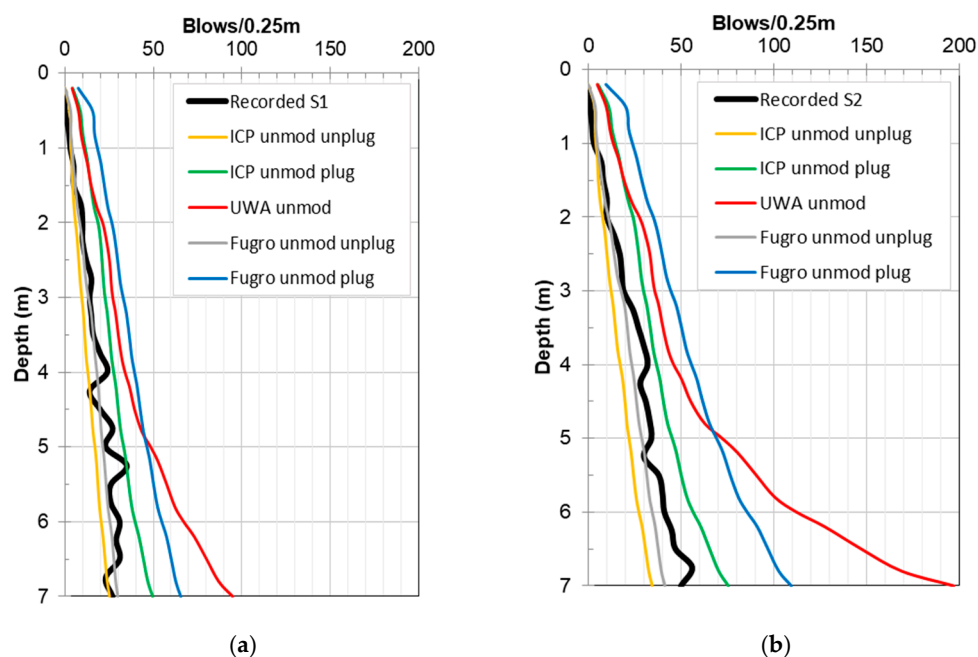 Blows/0.25m
0 50 100 150 200
0
1
2
3
4
5
6
7
Depth (m)
Recorded S1
ICP unmod unplug
ICP unmod plug
UWA unmod
Fugro unmod unplug
Fugro unmod plug
(a)
Blows/0.25m
0 50 100 150 200
0
1
2
3
4
5
6
7
Depth (m)
Recorded S2
ICP unmod unplug
ICP unmod plug
UWA unmod
Fugro unmod unplug
Fugro unmod plug
(b)